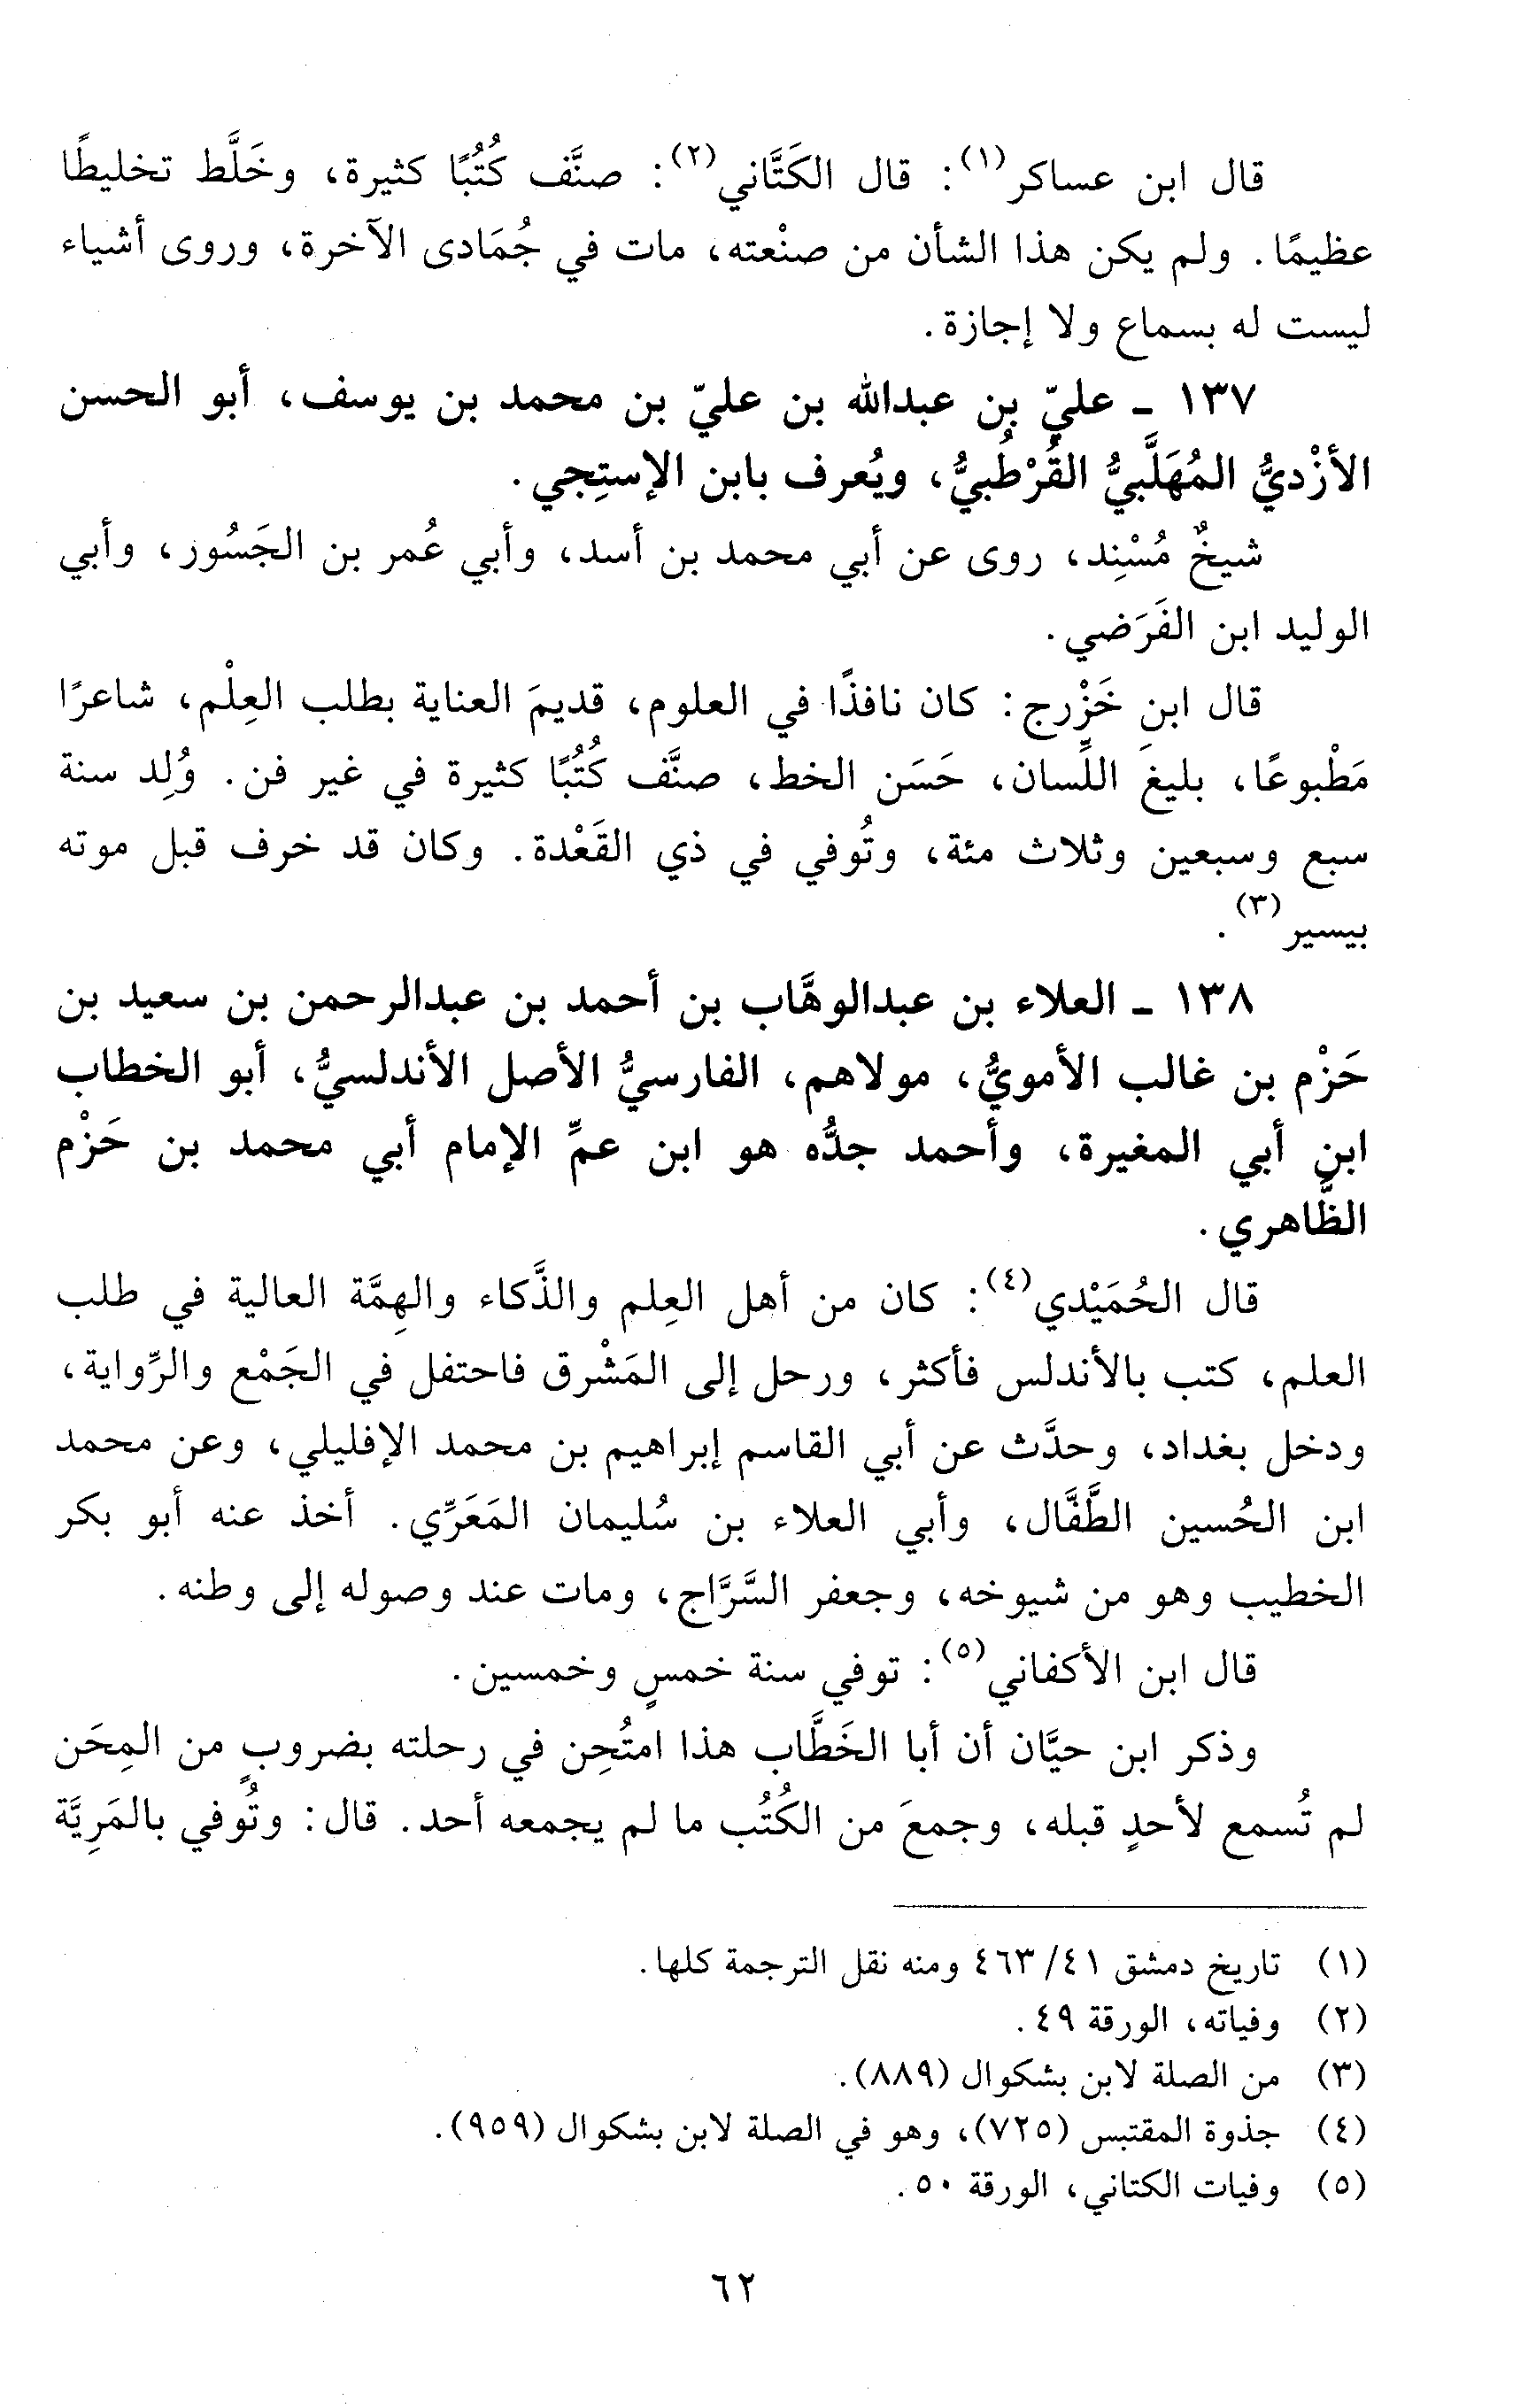 قال ابن عساكر(١): قال الكَتَّاني(٢): صنَّف كُتُبًا كثيرة، وخَلَّط تخليطًا
عظيمًا. ولم يكن هذا الشأن من صنْعته، مات في جُمَادى الآخرة، وروى أشياء
ليست له بسماع ولا إجازة.
١٣٧ - عليّ بن عبدالله بن عليّ بن محمد بن يوسف، أبو الحسن
الأزْديُّ المُهَلَّبيُّ القُرْطُبيُّ، ويُعرف بابن الإستِجي.
شيخٌ مُسْنِد، روى عن أبي محمد بن أسد، وأبي عُمر بن الجَسُور، وأبي
الوليد ابن الفَرَضي.
قال ابن خَزْرج: كان نافذًا في العلوم، قديمَ العناية بطلب العِلْم، شاعرًا
مَطْبوعًا، بليغَ اللِّسان، حَسَن الخط، صنَّف كُتُبًا كثيرة في غير فن. وُلِد سنة
سبع وسبعين وثلاث مئة، وتُوفي في ذي القَعْدة. وكان قد خرف قبل موته
بيسير(٣).
١٣٨ - العلاء بن عبدالوهَّاب بن أحمد بن عبدالرحمن بن سعيد بن
حَزْم بن غالب الأمويُّ، مولاهم، الفارسيُّ الأصل الأندلسيُّ، أبو الخطاب
ابن أبي المغيرة، وأحمد جدُّه هو ابن عمِّ الإمام أبي محمد بن حَزْم
الظَّاهري.
قال الحُمَيْدي(٤): كان من أهل العِلم والذَّكاء والهِمَّة العالية في طلب
العلم، كتب بالأندلس فأكثر، ورحل إلى المَشْرق فاحتفل في الجَمْع والرِّواية،
ودخل بغداد، وحدَّث عن أبي القاسم إبراهيم بن محمد الإفليلي، وعن محمد
ابن الحُسين الطَّفَّال، وأبي العلاء بن سُليمان المَعَرِّي. أخذ عنه أبو بكر
الخطيب وهو من شيوخه، وجعفر السَّرَّاج، ومات عند وصوله إلى وطنه.
قال ابن الأكفاني(٥): توفي سنة خمسٍ وخمسين.
وذكر ابن حيَّان أن أبا الخَطَّاب هذا امتُحِن في رحلته بضروبٍ من المِحَن
لم تُسمع لأحدٍ قبله، وجمعَ من الكُتُب ما لم يجمعه أحد. قال: وتُوفي بالمَرِيَّة
(١) تاريخ دمشق ٤١/ ٤٦٣ ومنه نقل الترجمة كلها.
(٢) وفياته، الورقة ٤٩.
(٣) من الصلة لابن بشكوال (٨٨٩).
(٤) جذوة المقتبس (٧٢٥)، وهو في الصلة لابن بشكوال (٩٥٩).
(٥) وفيات الكتاني، الورقة ٥٠.
٦٢